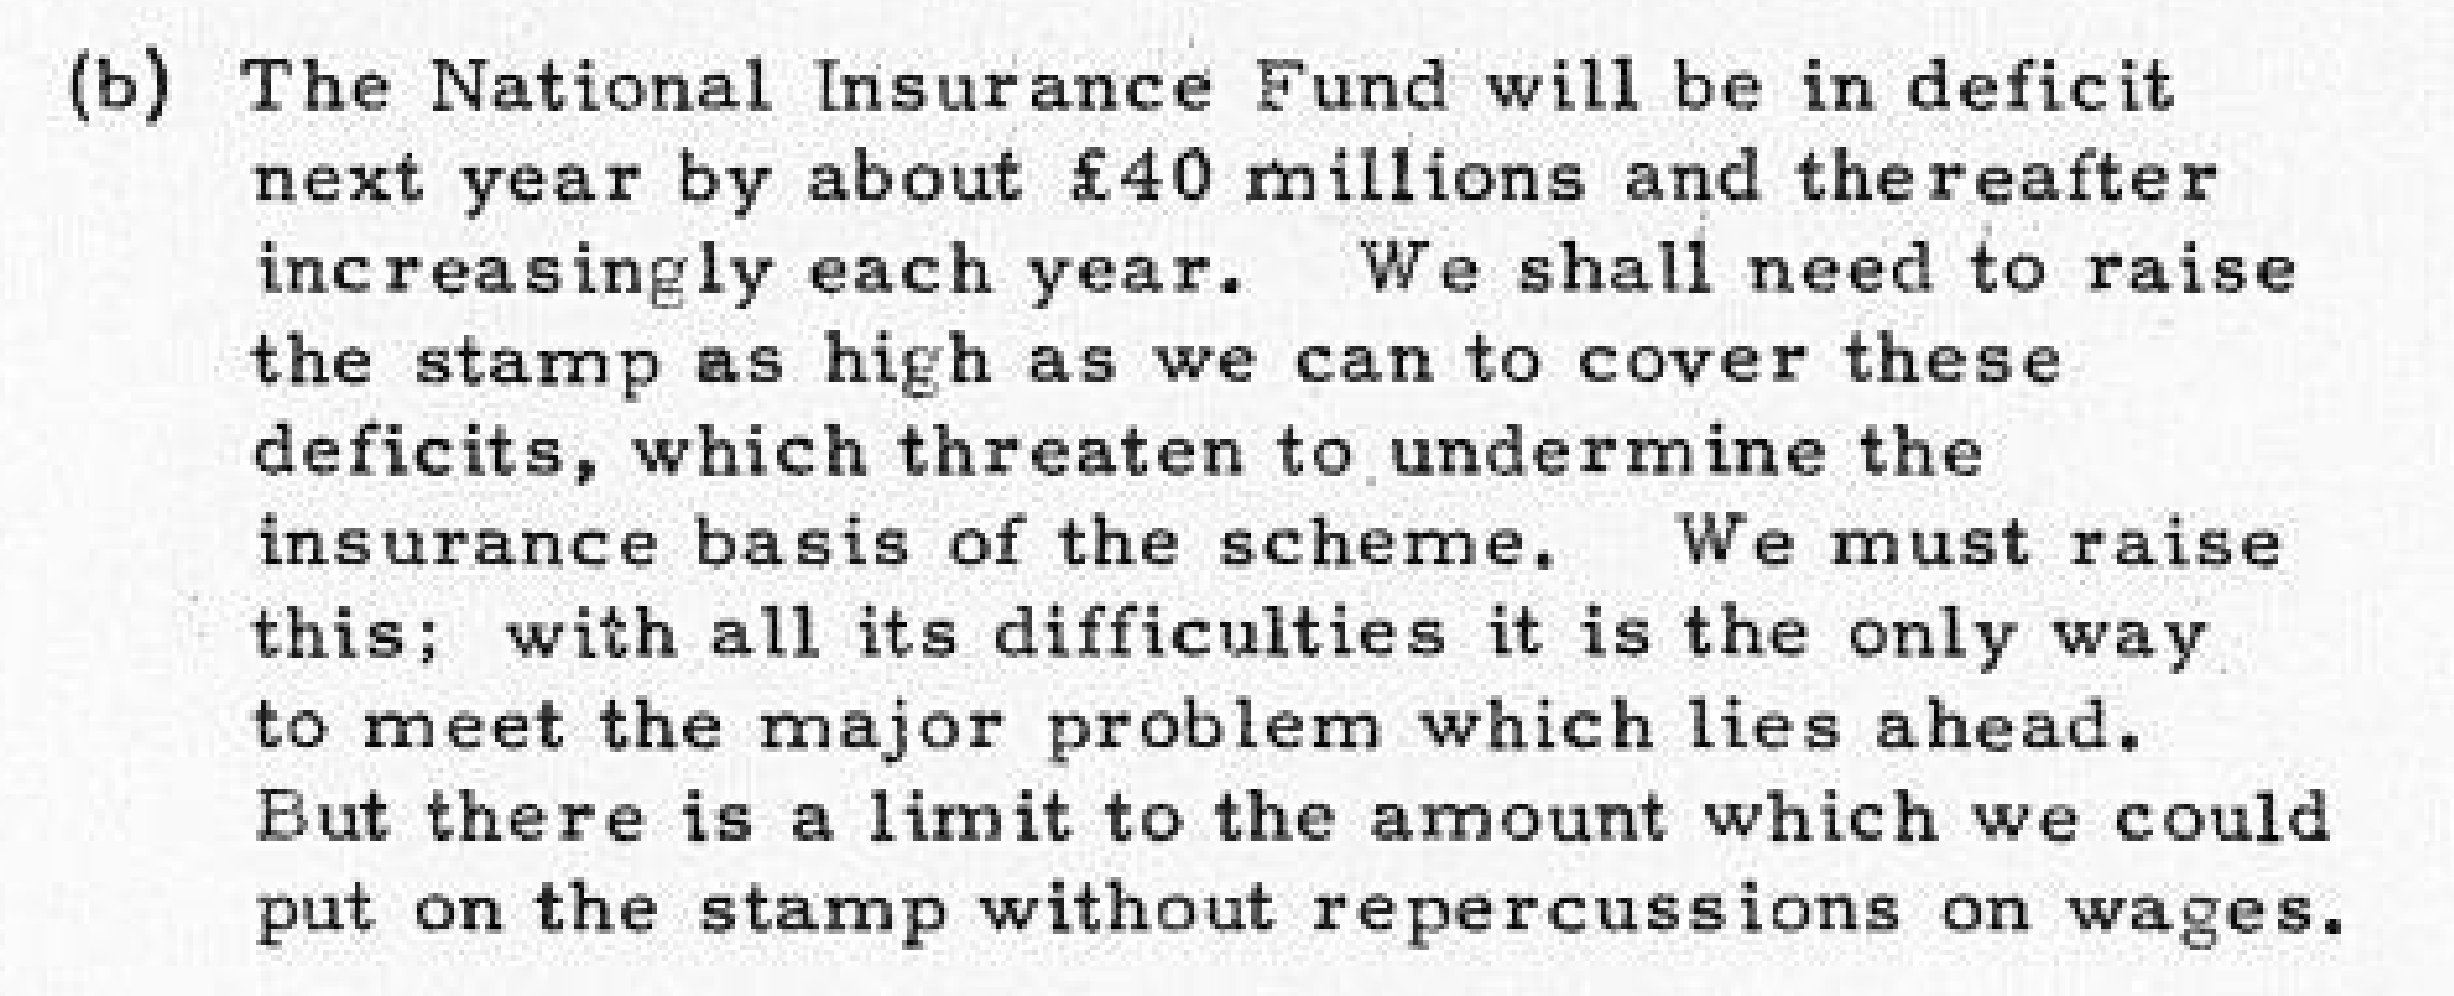 (b) The National Insurance Fund will be in deficit
next year by about £40 millions and thereafter
increasingly each year. We shall need to raise
the stamp as high as we can to cover these
deficits, which threaten to undermine the
insurance basis of the scheme. We must raise
this; with all its difficulties it is the only way
to meet the major problem which lies ahead.
But there is a limit to the amount which we could
put on the stamp without repercussions on wages.